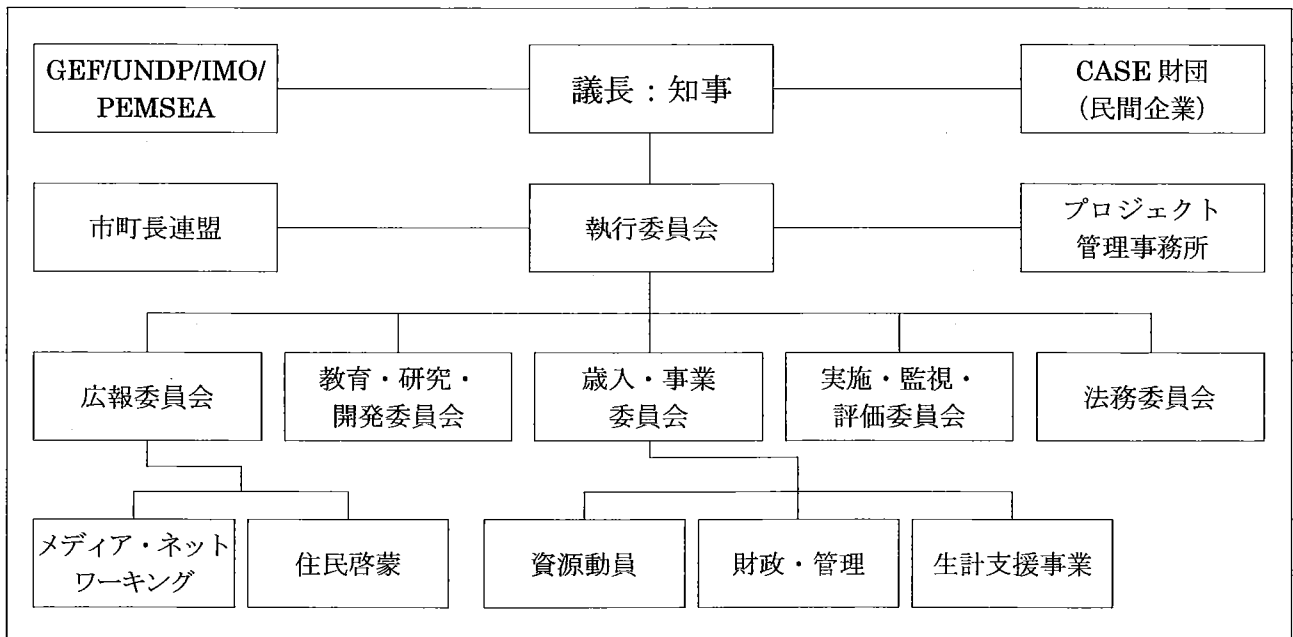 GEF/UNDP/IMO/
PEMSEA
議長：知事
CASE 財団
(民間企業)
市町長連盟
執行委員会
プロジェクト
管理事務所
広報委員会
教育・研究・
開発委員会
歳入・事業
委員会
実施・監視・
評価委員会
法務委員会
メディア・ネット
ワーキング
住民啓蒙
資源動員
財政・管理
生計支援事業